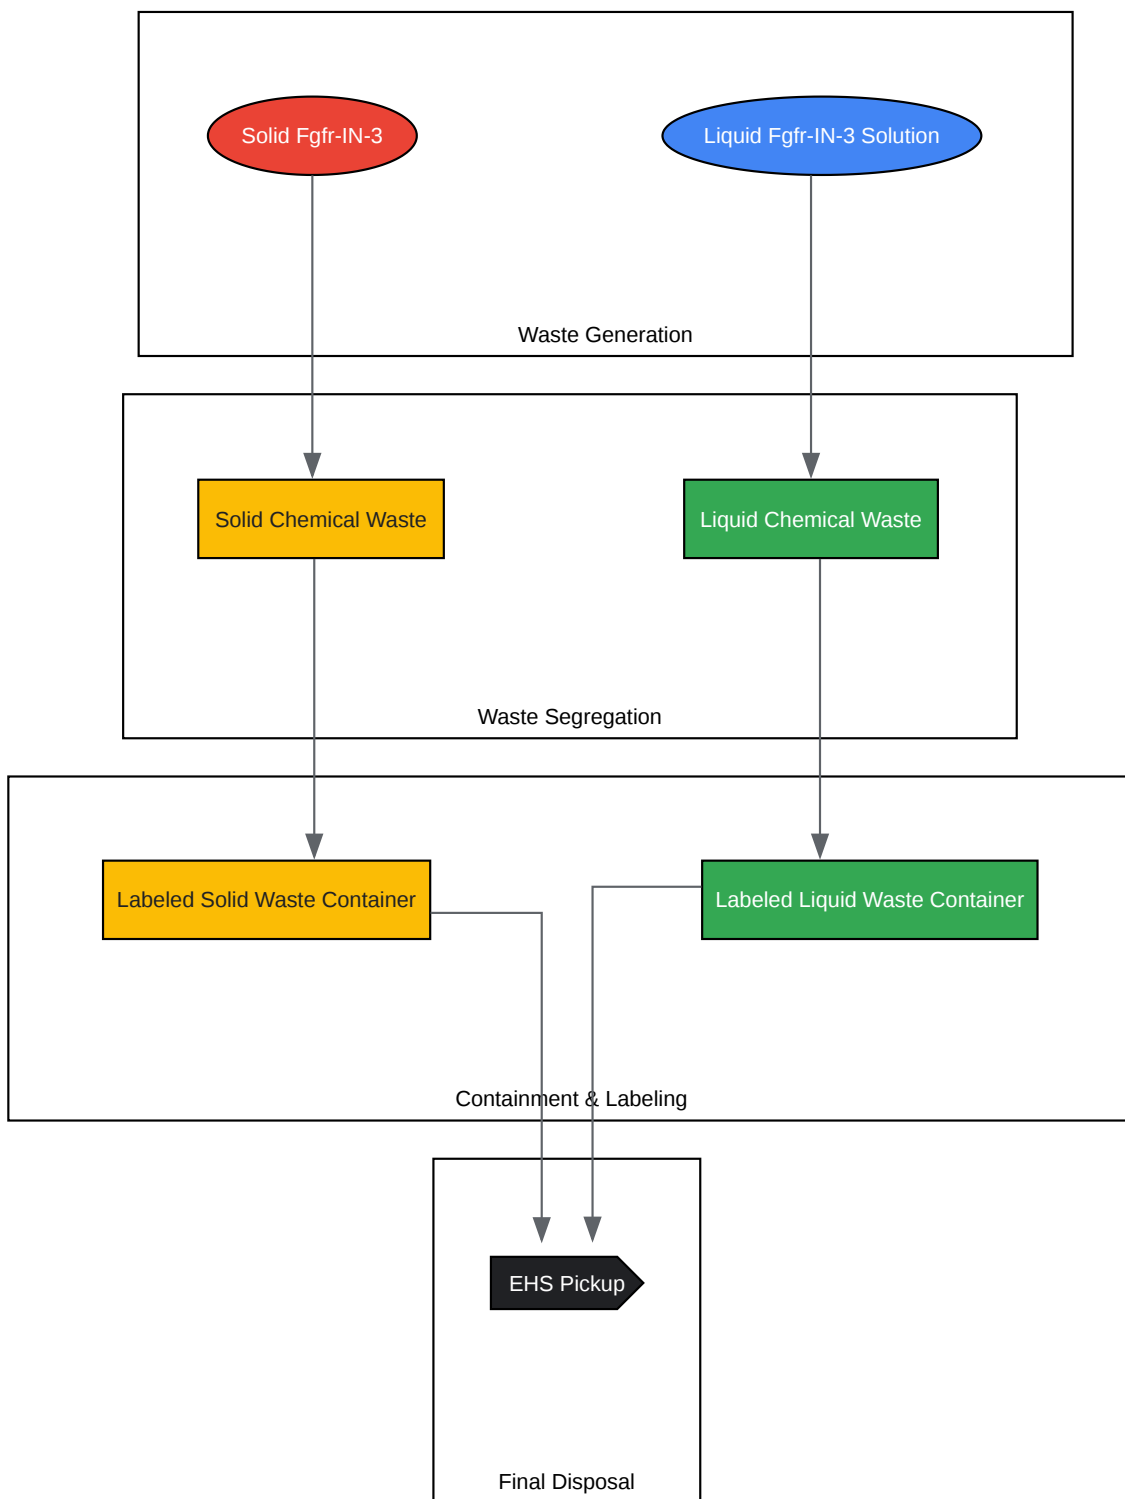 Solid Fgfr-IN-3
Liquid Fgfr-IN-3 Solution
Waste Generation
Solid Chemical Waste
Liquid Chemical Waste
Waste Segregation
Labeled Solid Waste Container
Labeled Liquid Waste Container
Containment & Labeling
EHS Pickup
Final Disposal